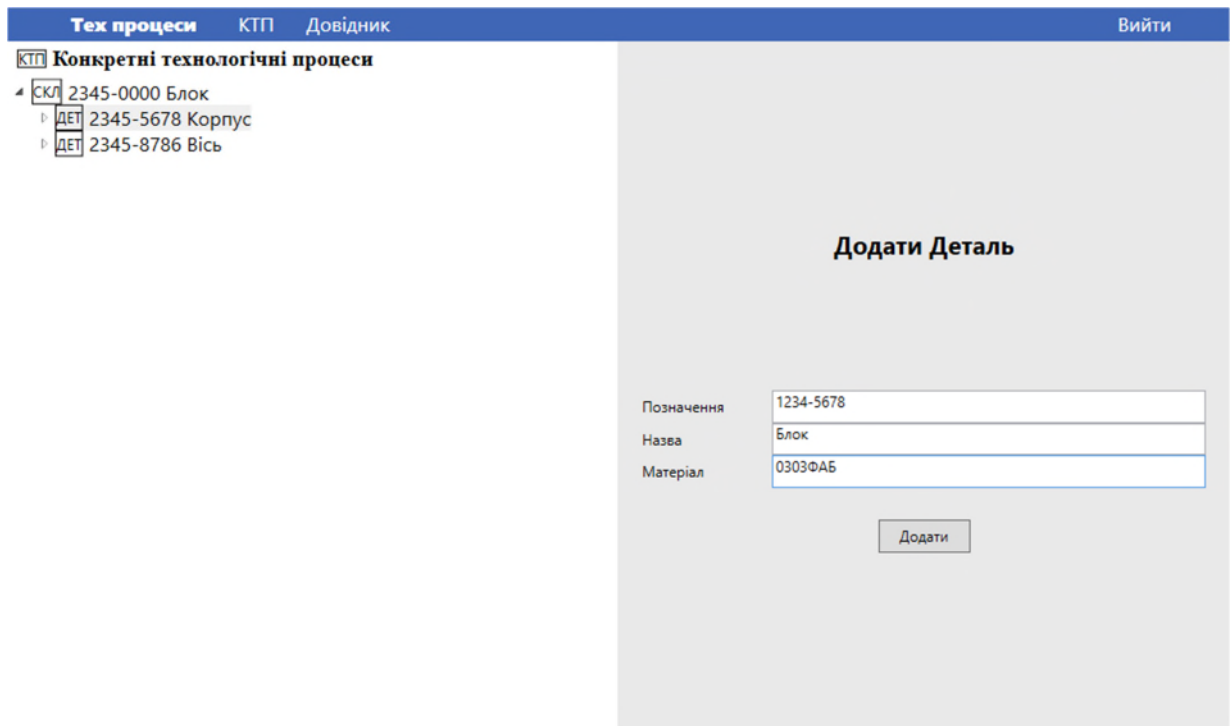 Тех процеси КТП Довідник Вийти
КТП Конкретні технологічні процеси
СКЛ 2345-0000 Блок
ДЕТ 2345-5678 Корпус
ДЕТ 2345-8786 Вісь
Додати Деталь
Позначення 1234-5678
Назва Блок
Матеріал 0303ФАБ
Додати